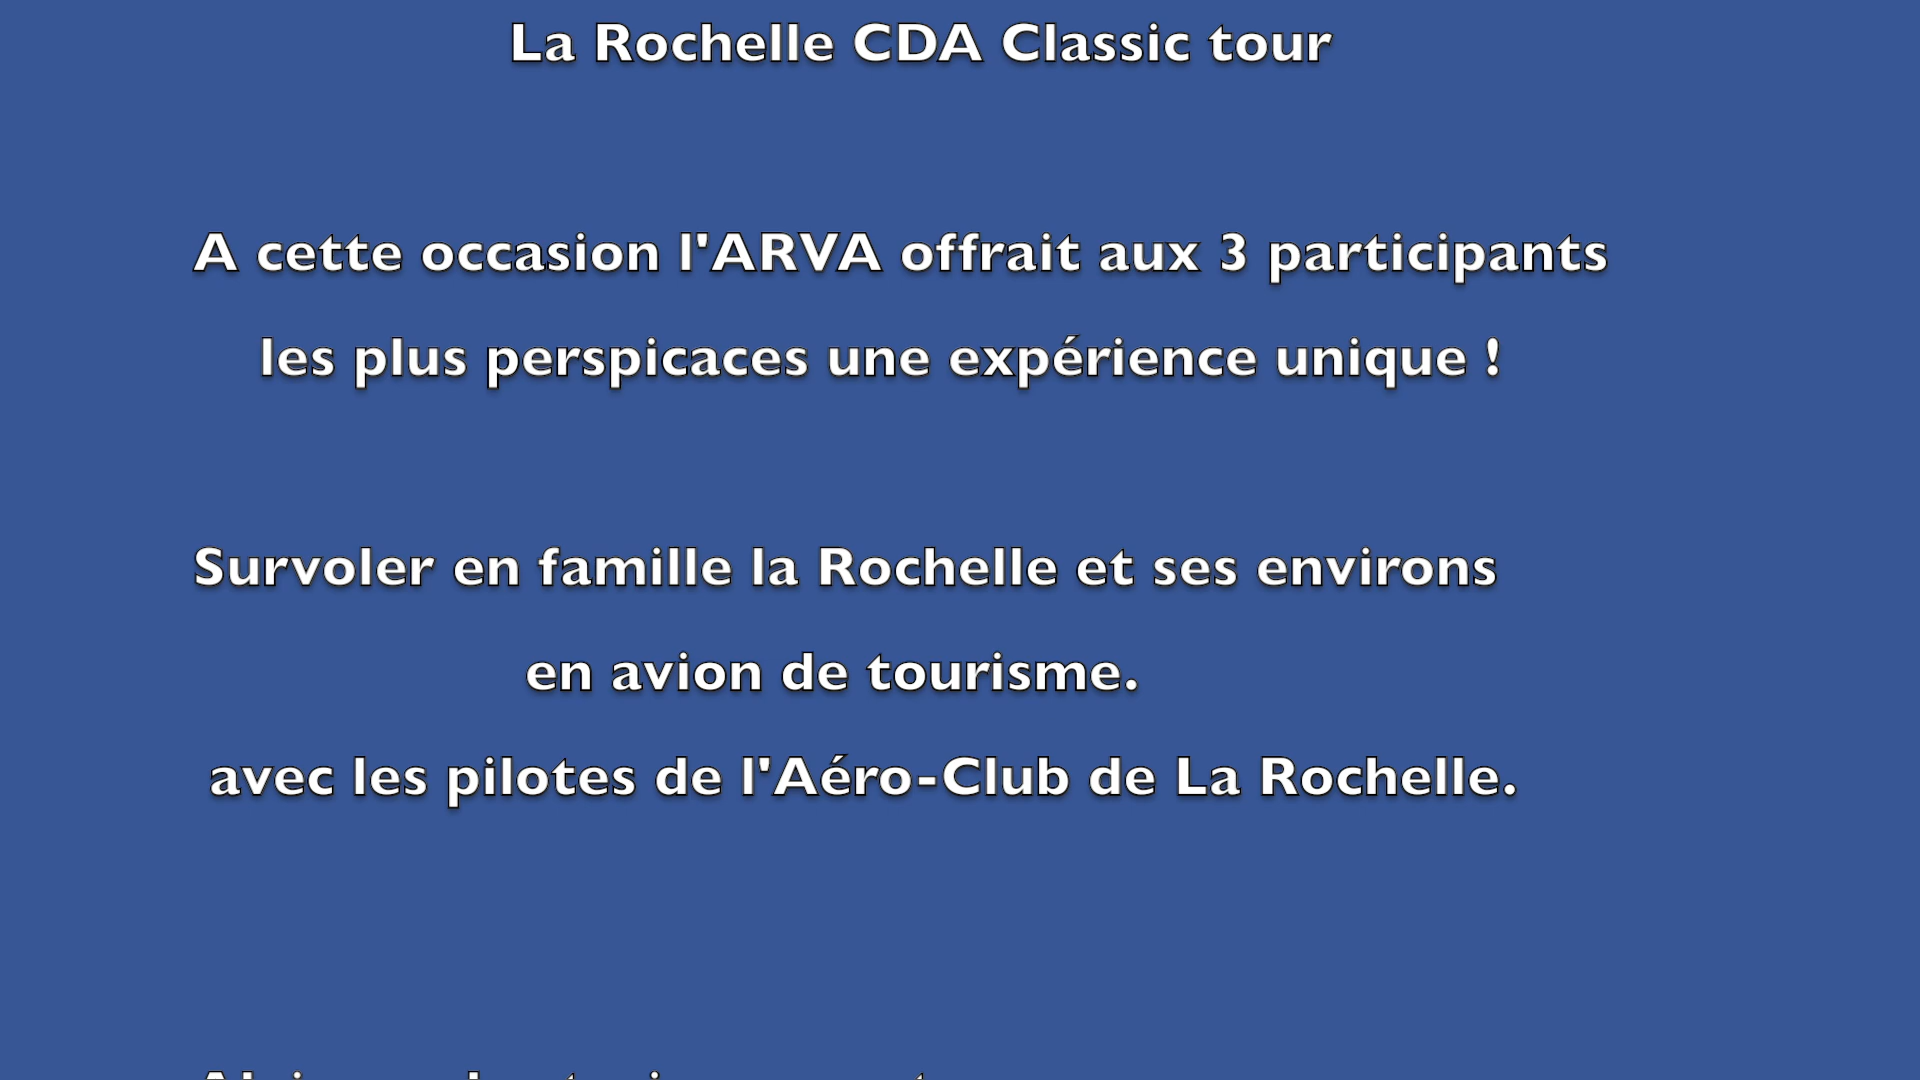 La Rochelle CDA Classic tour
A cette occasion l'ARVA offrait aux 3 participants
les plus perspicaces une expérience unique !
Survoler en famille la Rochelle et ses environs
en avion de tourisme.
avec les pilotes de l'Aéro-Club de La Rochelle.